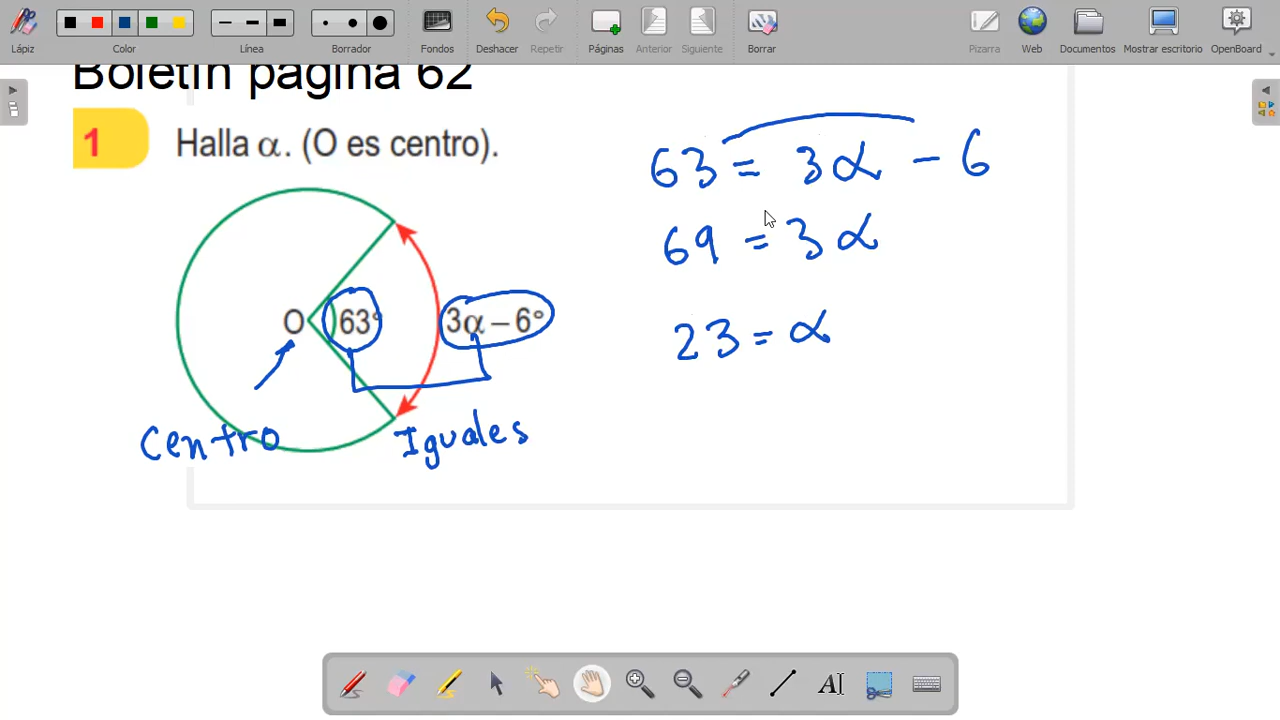 Lápiz Color Línea Borrador Fondos Deshacer Repetir Páginas Anterior Siguiente Borrar Pizarra Web Documentos Mostrar escritorio OpenBoard
Boletín página 62
1 Halla α. (O es centro).
63 = 3α - 6
69 = 3α
O 63° 3α – 6°
23 = α
Centro
Iguales
AI